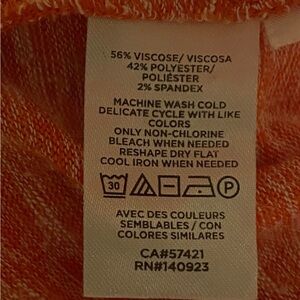 56% VISCOSE/ VISCOSA
42% POLYESTER/
POLIÉSTER
2% SPANDEX
MACHINE WASH COLD
DELICATE CYCLE WITH LIKE
COLORS
ONLY NON-CHLORINE
BLEACH WHEN NEEDED
RESHAPE DRY FLAT
COOL IRON WHEN NEEDED
30 P
AVEC DES COULEURS
SEMBLABLES / CON
COLORES SIMILARES
CA#57421
RN#140923